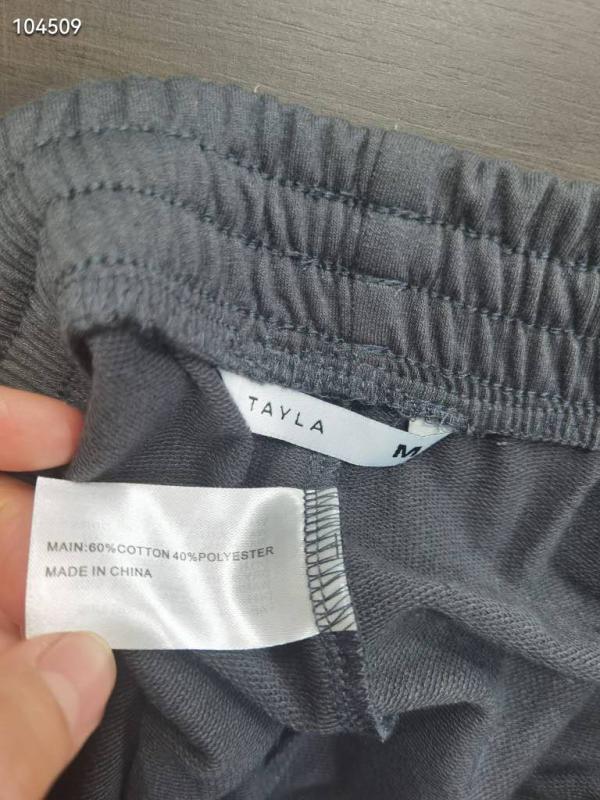 104509
TAYLA
M
MAIN:60%COTTON 40%POLYESTER
MADE IN CHINA